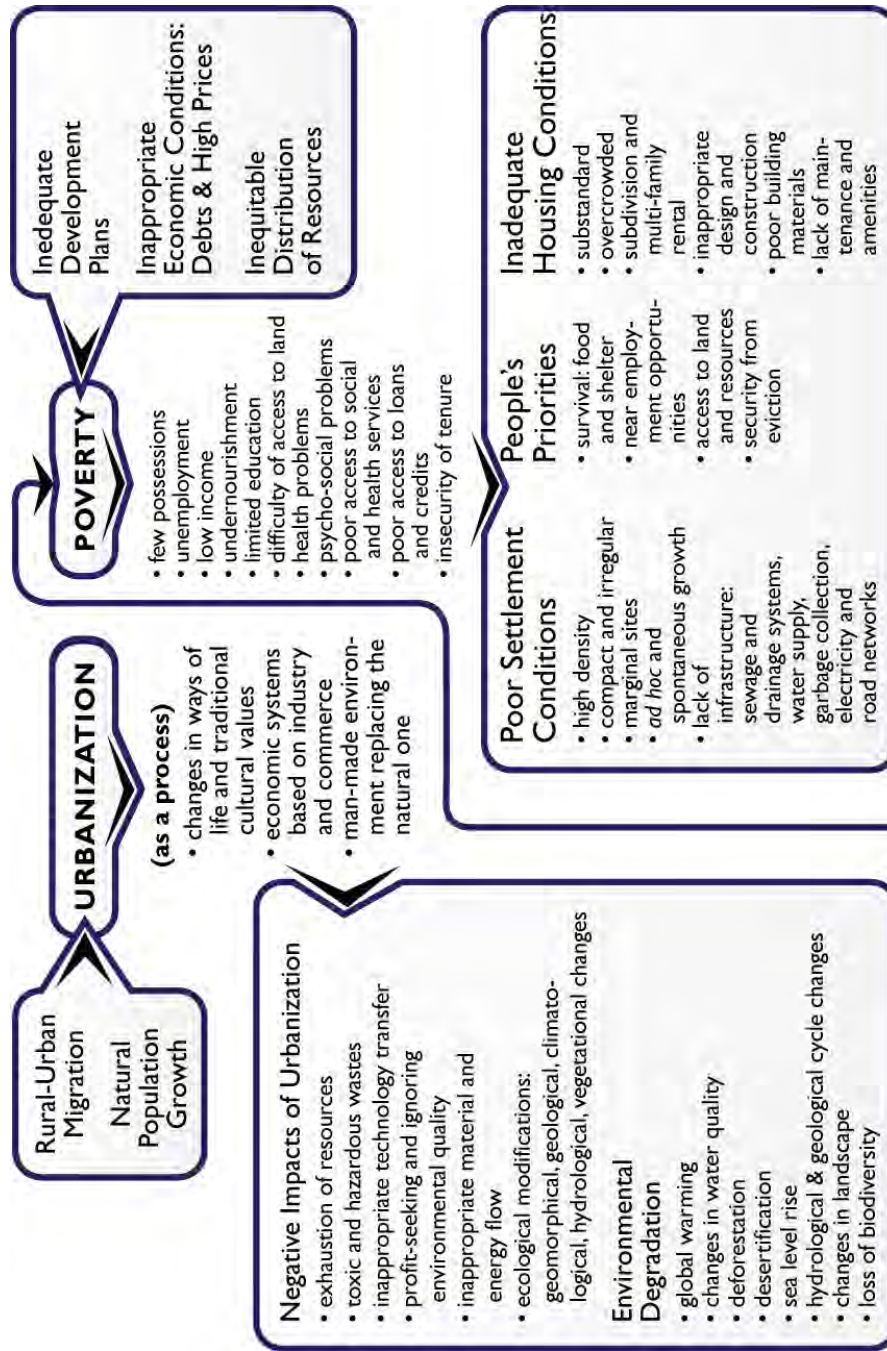 Rural-Urban
Migration
Natural
Population
Growth
URBANIZATION
(as a process)
• changes in ways of
life and traditional
cultural values
• economic systems
based on industry
and commerce
• man-made environ-
ment replacing the
natural one
Negative Impacts of Urbanization
• exhaustion of resources
• toxic and hazardous wastes
• inappropriate technology transfer
• profit-seeking and ignoring
environmental quality
• inappropriate material and
energy flow
• ecological modifications:
geomorphical, geological, climato-
logical, hydrological, vegetational changes
Environmental
Degradation
• global warming
• changes in water quality
• deforestation
• desertification
• sea level rise
• hydrological & geological cycle changes
• changes in landscape
• loss of biodiversity
POVERTY
Inedequate
Development
Plans
Inappropriate
Economic Conditions:
Debts & High Prices
Inequitable
Distribution
of Resources
• few possessions
• unemployment
• low income
• undernourishment
• limited education
• difficulty of access to land
• health problems
• psycho-social problems
• poor access to social
and health services
• poor access to loans
and credits
• insecurity of tenure
Poor Settlement
Conditions
• high density
• compact and irregular
• marginal sites
• ad hoc and
spontaneous growth
• lack of
infrastructure:
sewage and
drainage systems,
water supply,
garbage collection,
electricity and
road networks
People's
Priorities
• survival: food
and shelter
• near employ-
ment opportu-
nities
• access to land
and resources
• security from
eviction
Inadequate
Housing Conditions
• substandard
• overcrowded
• subdivision and
multi-family
rental
• inappropriate
design and
construction
• poor building
materials
• lack of main-
tenance and
amenities